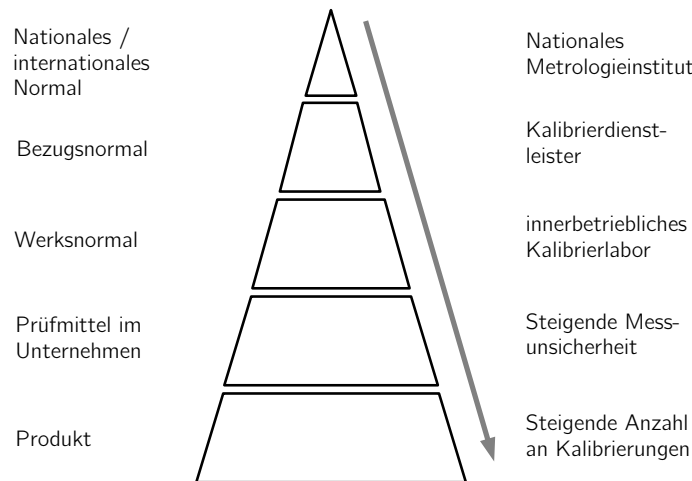 Nationales /
internationales
Normal
Nationales
Metrologieinstitut
Bezugsnormal
Kalibrierdienst-
leister
Werksnormal
innerbetriebliches
Kalibrierlabor
Prüfmittel im
Unternehmen
Steigende Mess-
unsicherheit
Produkt
Steigende Anzahl
an Kalibrierungen